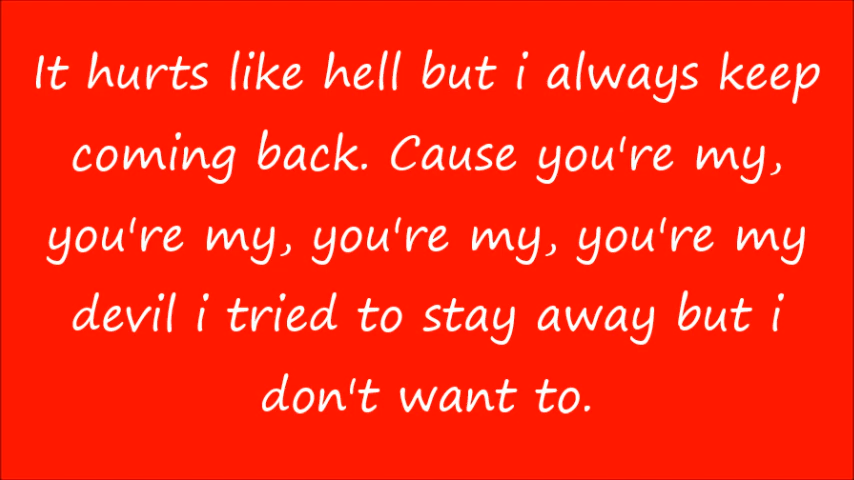 It hurts like hell but i always keep
coming back. Cause you're my,
you're my, you're my, you're my
devil i tried to stay away but i
don't want to.